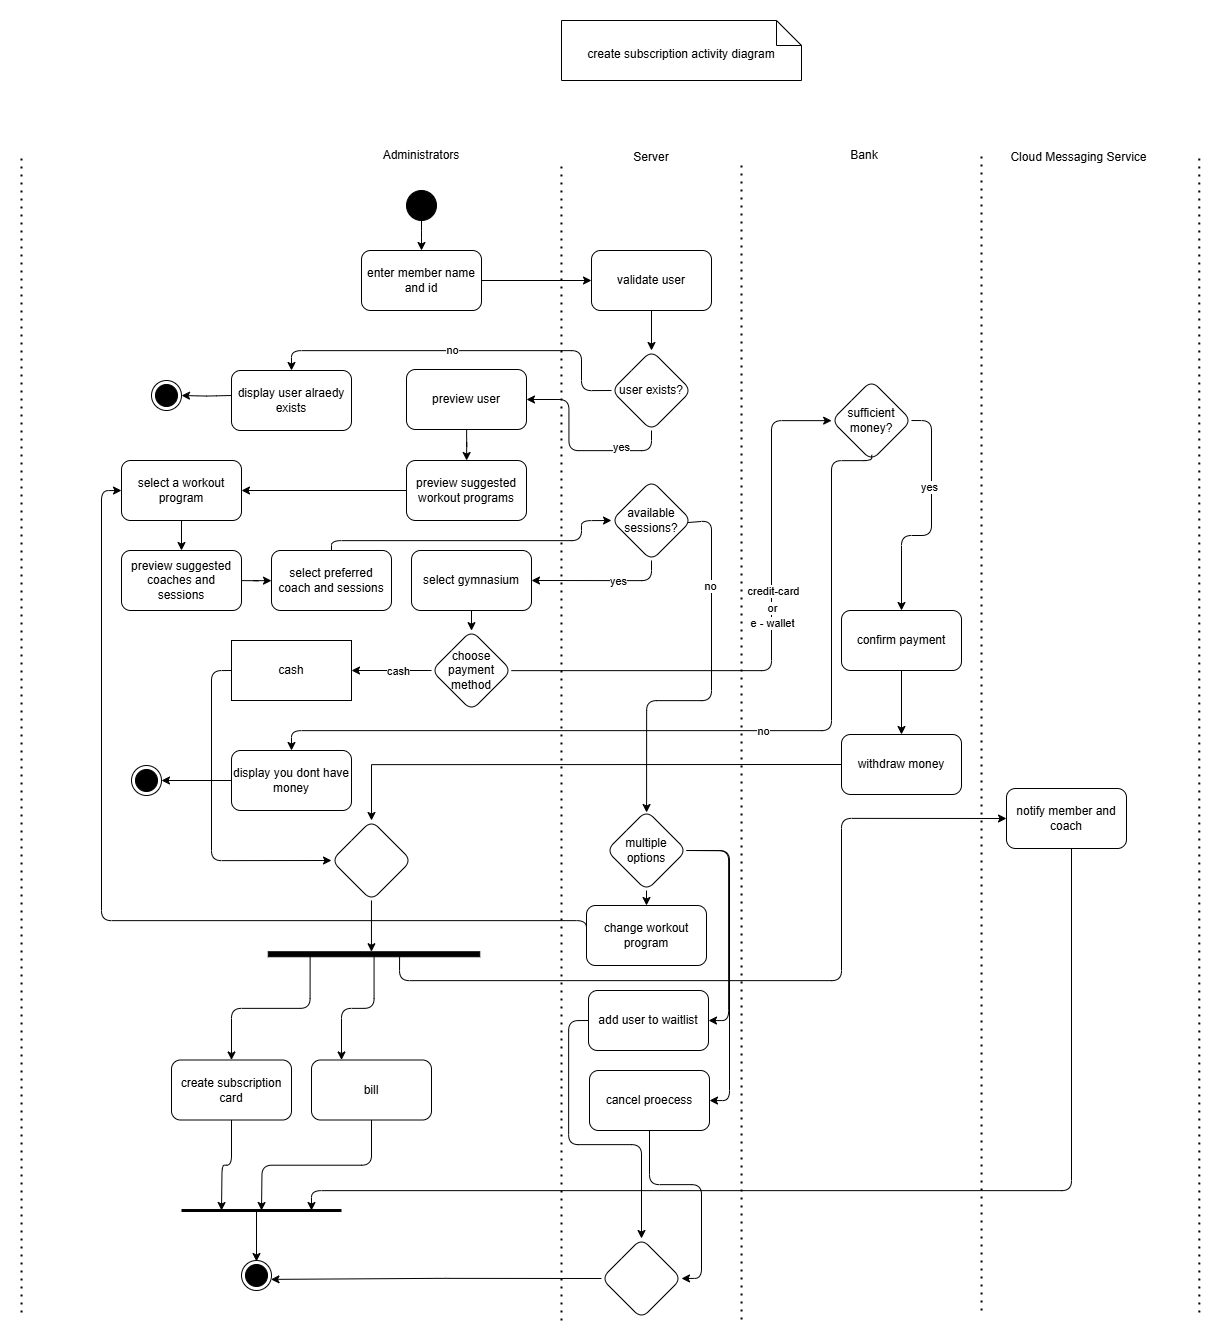 create subscription activity diagram
Administrators
Server
Bank
Cloud Messaging Service
enter member name
and id
validate user
no
display user alraedy
exists
preview user
user exists?
yes
sufficient
money?
yes
select a workout
program
preview suggested
workout programs
available
sessions?
preview suggested
coaches and
sessions
select preferred
coach and sessions
select gymnasium
yes
no
credit-card
or
e - wallet
confirm payment
cash
cash
choose
payment
method
no
display you dont have
money
withdraw money
notify member and
coach
multiple
options
change workout
program
add user to waitlist
create subscription
card
bill
cancel proecess